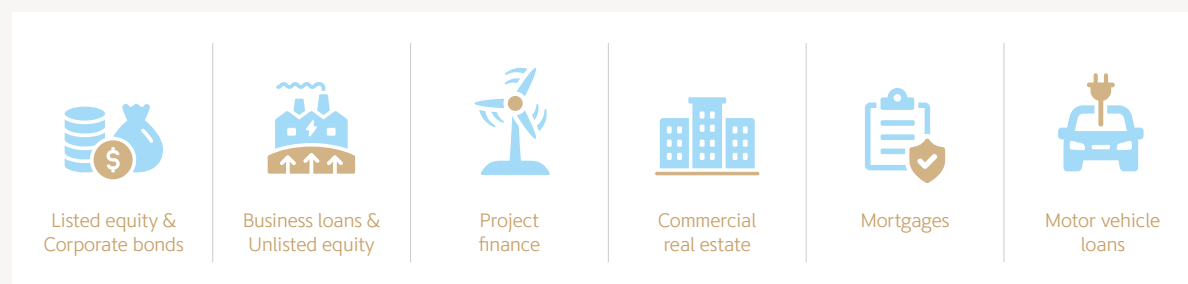 $
Listed equity &
Corporate bonds
Business loans &
Unlisted equity
Project
finance
Commercial
real estate
Mortgages
Motor vehicle
loans